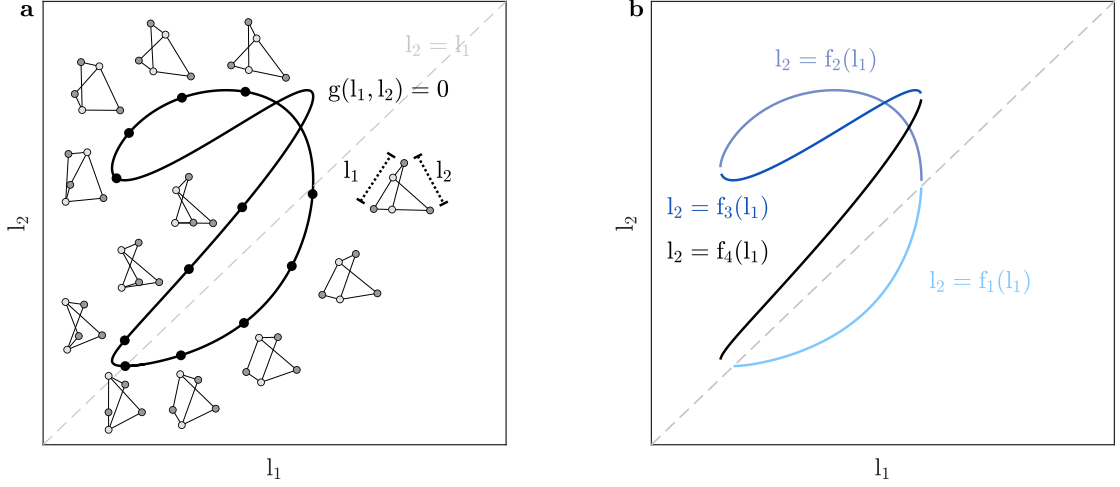 a
l₂ = l₁
g(l₁, l₂) = 0
l₁
l₂
l₂
l₁
b
l₂ = f₂(l₁)
l₂ = f₃(l₁)
l₂ = f₄(l₁)
l₂ = f₁(l₁)
l₂
l₁